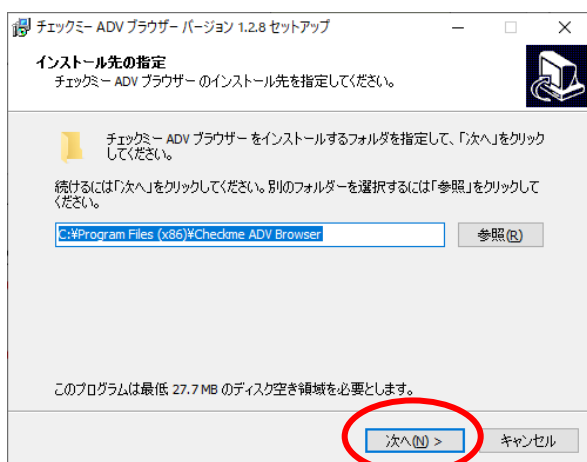 チェックミー ADV ブラウザー バージョン 1.2.8 セットアップ
インストール先の指定
チェックミー ADV ブラウザー のインストール先を指定してください。
チェックミー ADV ブラウザー をインストールするフォルダを指定して、「次へ」をクリック
してください。
続けるには「次へ」をクリックしてください。別のフォルダーを選択するには「参照」をクリックして
ください。
C:¥Program Files (x86)¥Checkme ADV Browser
参照(R)
このプログラムは最低 27.7 MB のディスク空き領域を必要とします。
次へ(N) >
キャンセル